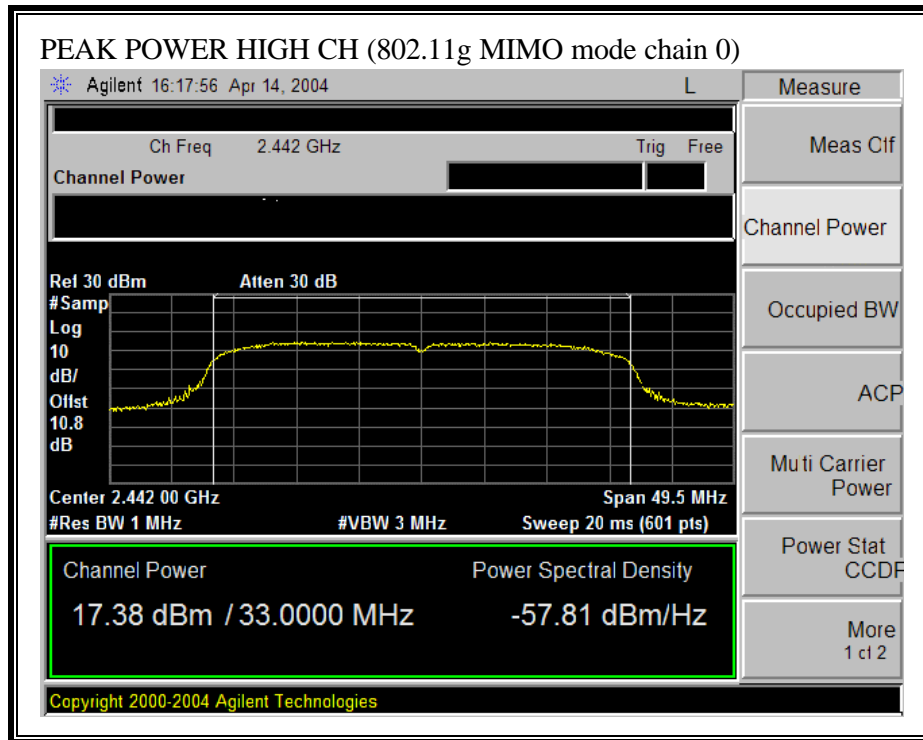 PEAK POWER HIGH CH (802.11g MIMO mode chain 0)
Agilent 16:17:56 Apr 14, 2004 L
Measure
Ch Freq 2.442 GHz Trig Free
Meas Off
Channel Power
Channel Power
Ref 30 dBm Atten 30 dB
#Samp
Log
10
dB/
Offst
10.8
dB
Occupied BW
ACP
Center 2.442 00 GHz Span 49.5 MHz
#Res BW 1 MHz #VBW 3 MHz Sweep 20 ms (601 pts)
Muti Carrier
Power
Channel Power Power Spectral Density
17.38 dBm / 33.0000 MHz -57.81 dBm/Hz
Power Stat
CCDF
More
1 of 2
Copyright 2000-2004 Agilent Technologies